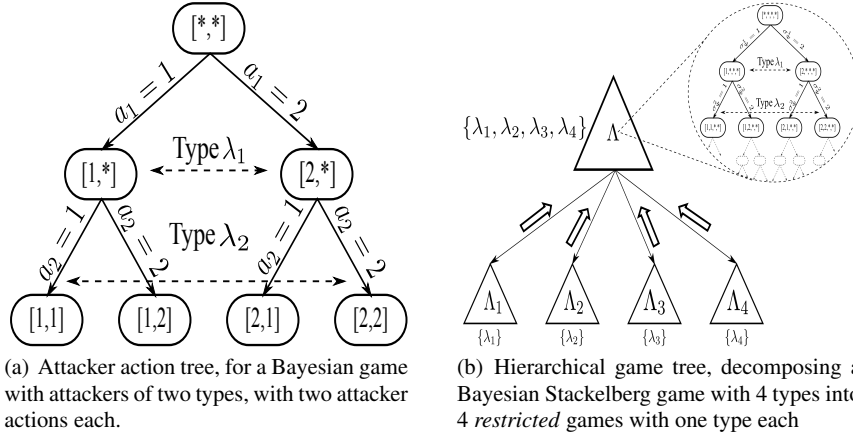 [*,*]
a₁ = 1
a₁ = 2
Type λ₁
[1,*]
[2,*]
a₂ = 1
a₂ = 2
a₂ = 1
a₂ = 2
Type λ₂
[1,1]
[1,2]
[2,1]
[2,2]
(a) Attacker action tree, for a Bayesian game
with attackers of two types, with two attacker
actions each.
{λ₁, λ₂, λ₃, λ₄}
Λ
Type λ₁
Type λ₂
Λ₁
Λ₂
Λ₃
Λ₄
{λ₁}
{λ₂}
{λ₃}
{λ₄}
(b) Hierarchical game tree, decomposing a
Bayesian Stackelberg game with 4 types into
4 restricted games with one type each